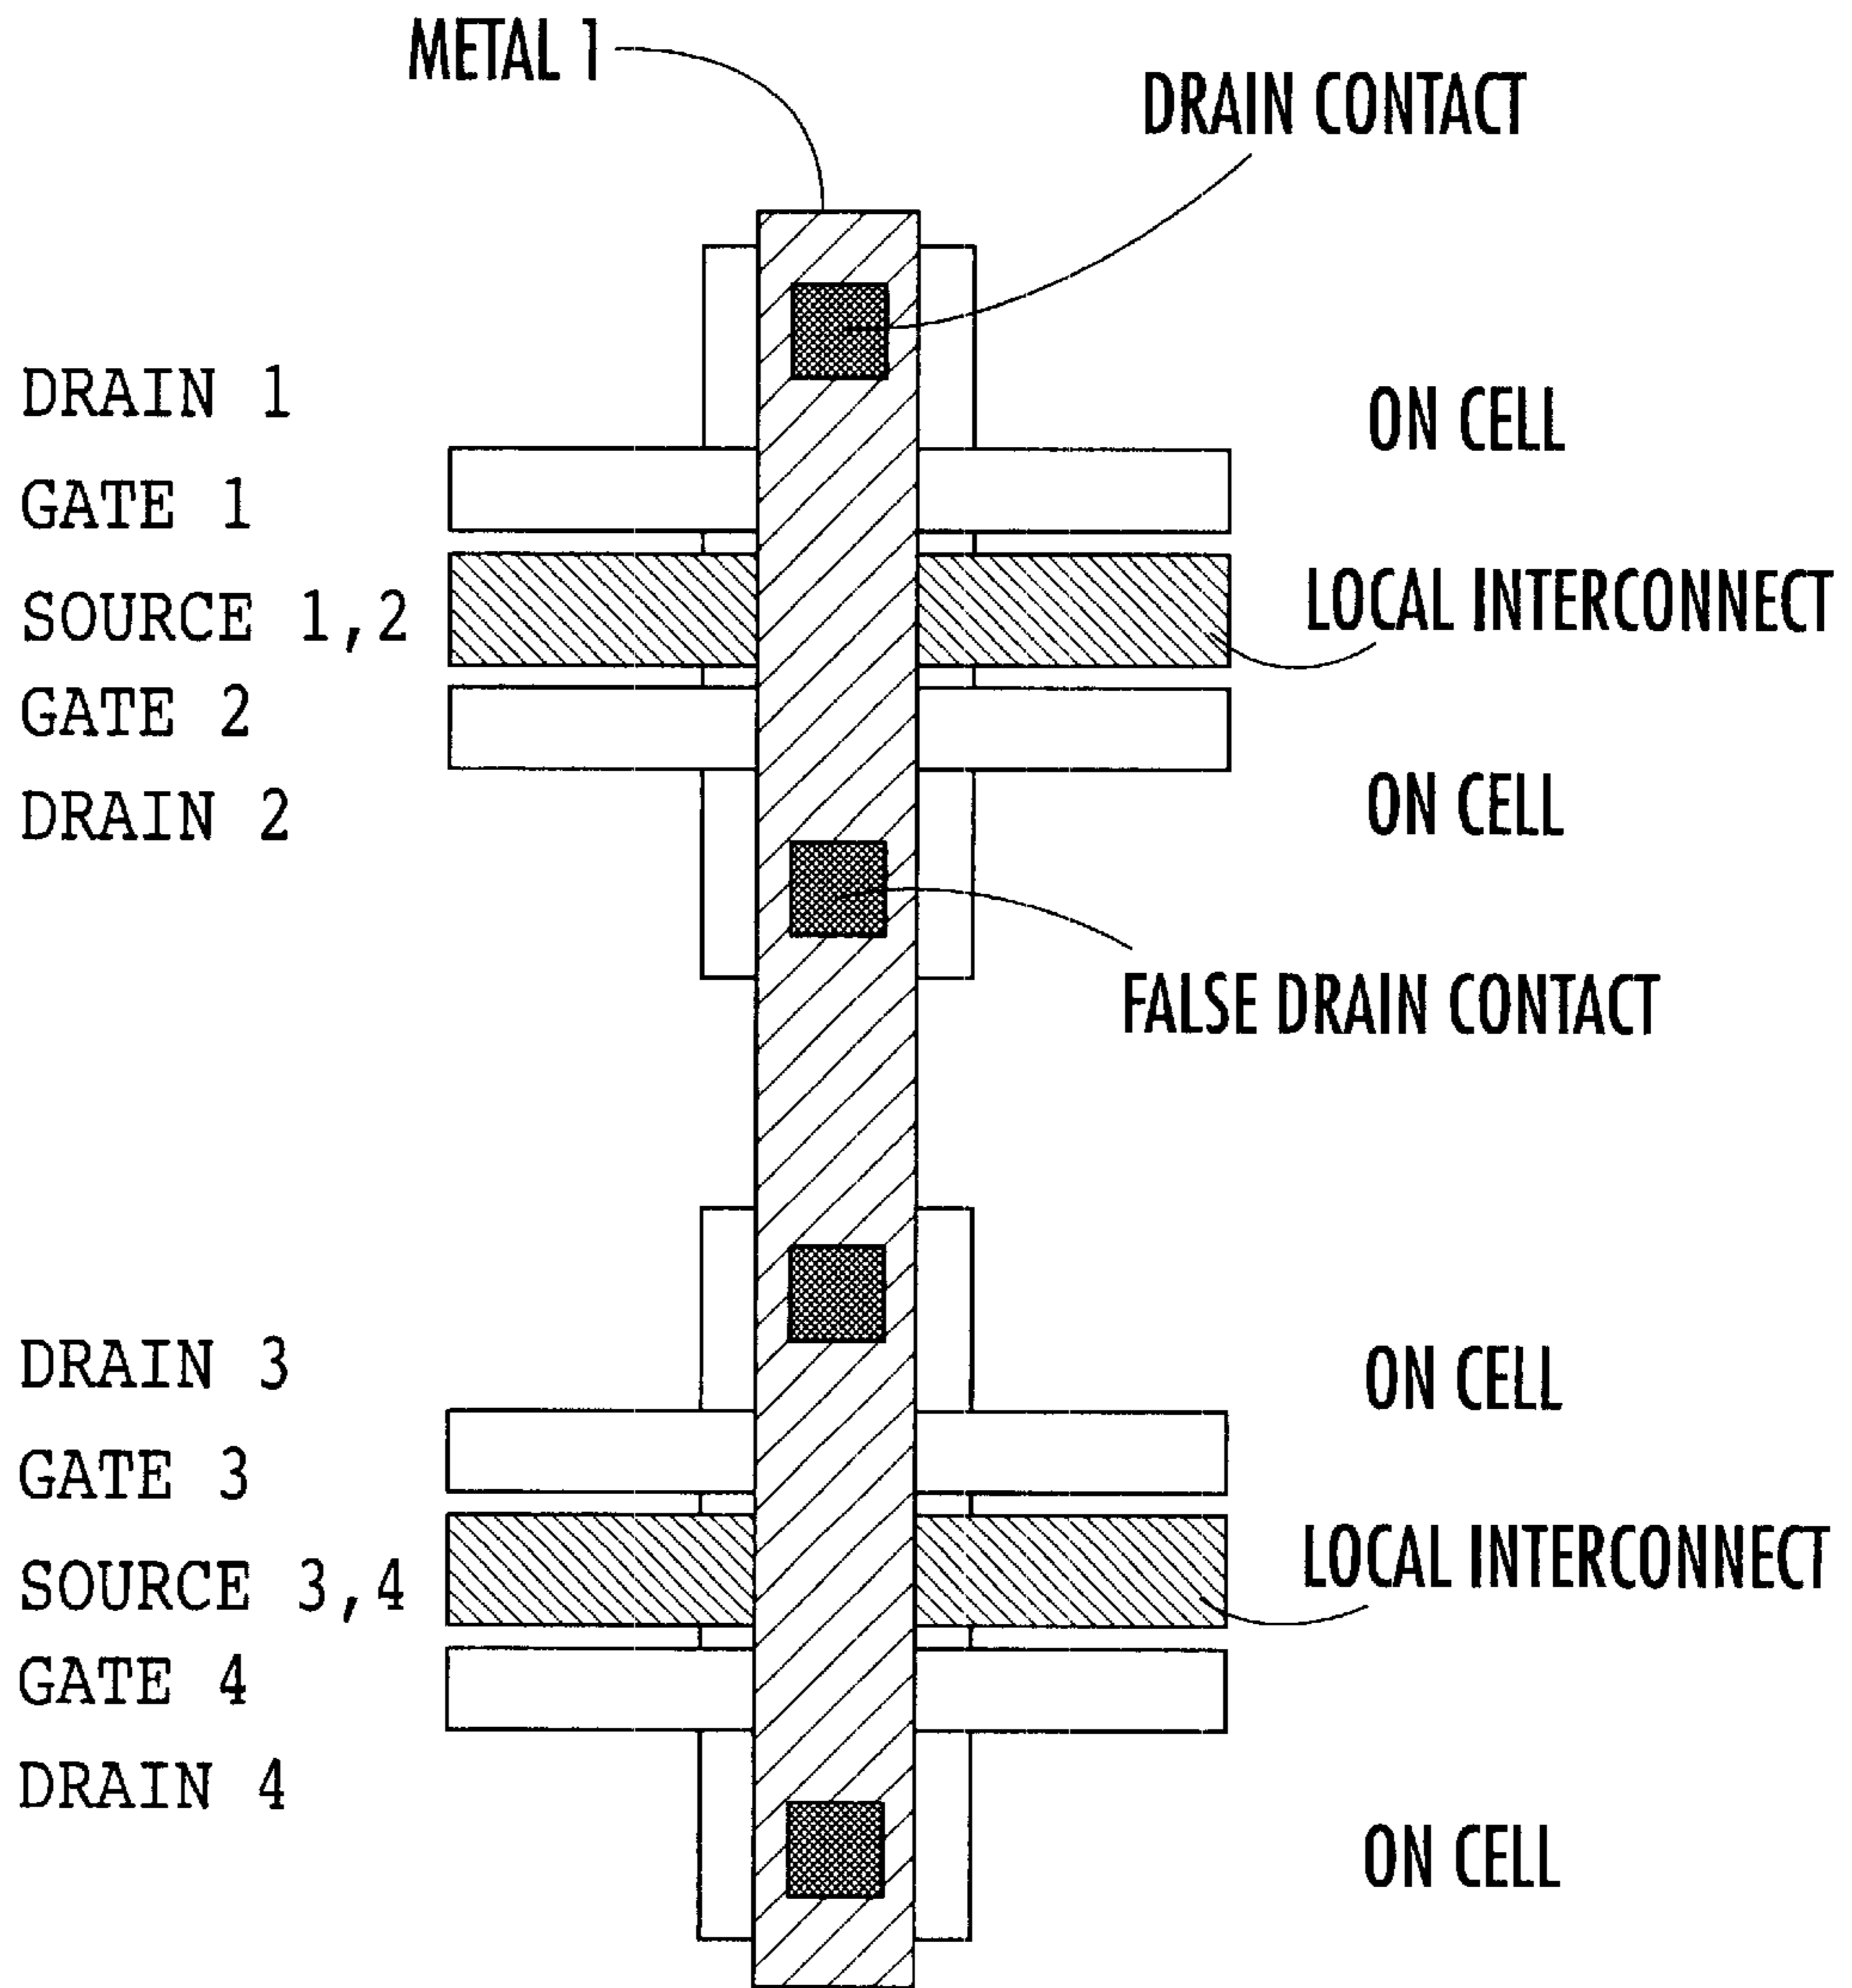 METAL 1
DRAIN CONTACT
DRAIN 1
ON CELL
GATE 1
SOURCE 1,2
LOCAL INTERCONNECT
GATE 2
DRAIN 2
ON CELL
FALSE DRAIN CONTACT
DRAIN 3
ON CELL
GATE 3
SOURCE 3,4
LOCAL INTERCONNECT
GATE 4
DRAIN 4
ON CELL